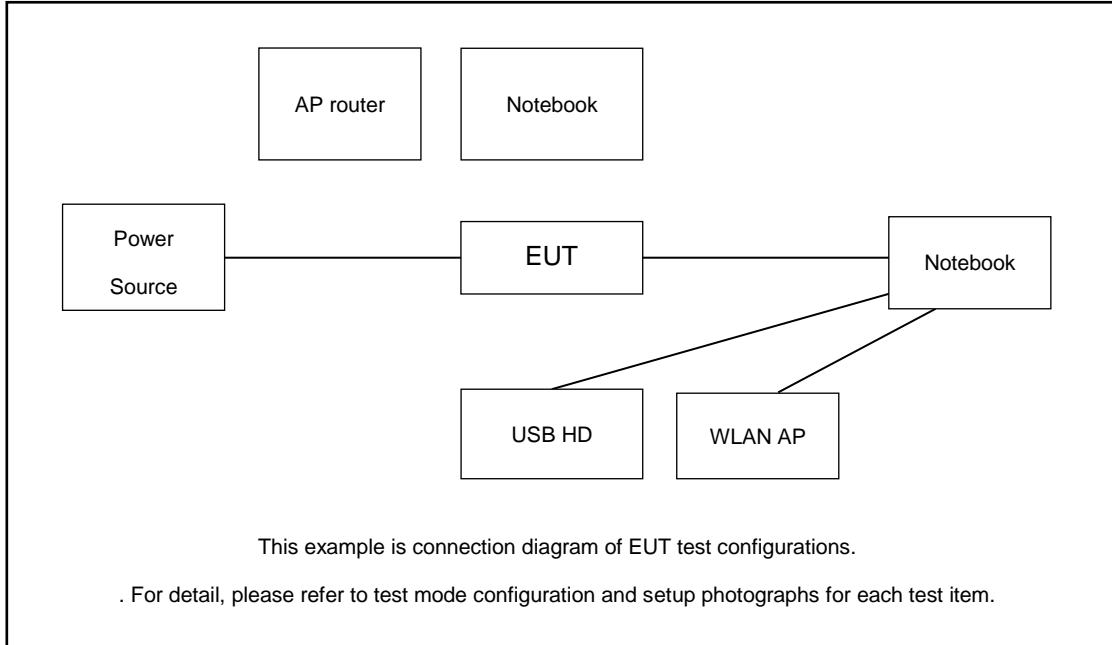 AP router
Notebook
Power
Source
EUT
Notebook
USB HD
WLAN AP
This example is connection diagram of EUT test configurations.
. For detail, please refer to test mode configuration and setup photographs for each test item.